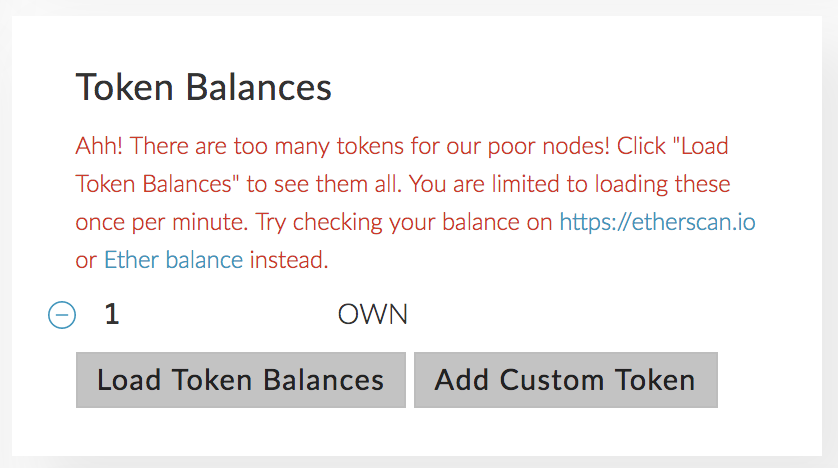 Token Balances
Ahh! There are too many tokens for our poor nodes! Click "Load
Token Balances" to see them all. You are limited to loading these
once per minute. Try checking your balance on https://etherscan.io
or Ether balance instead.
1 OWN
Load Token Balances Add Custom Token